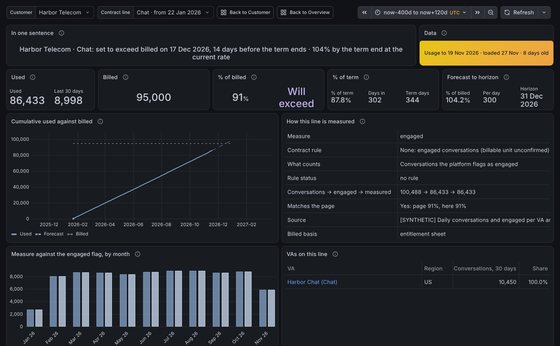 Customer Harbor Telecom Contract line Chat · from 22 Jan 2026 Back to Customer Back to Overview now-400d to now+120d UTC Refresh
In one sentence
Harbor Telecom · Chat: set to exceed billed on 17 Dec 2026, 14 days before the term ends · 104% by the term end at the
current rate
Data
Usage to 19 Nov 2026 · loaded 27 Nov · 8 days old
Used
Used Last 30 days
86,433 8,998
Billed
95,000
% of billed
91% Will
exceed
% of term
% of term Days in Term days
87.8% 302 344
Forecast to horizon
% of billed Per day Horizon
104.2% 300 31
Dec
2026
Cumulative used against billed
100,000
80,000
60,000
40,000
20,000
0
2025-12 2026-02 2026-04 2026-06 2026-08 2026-10 2026-12 2027-02
Used Forecast Billed
How this line is measured
Measure engaged
Contract rule None: engaged conversations (billable unit unconfirmed)
What counts Conversations the platform flags as engaged
Rule status no rule
Conversations → engaged → measured 100,488 → 86,433 → 86,433
Matches the page Yes: page 91%, here 91%
Source [SYNTHETIC] Daily conversations and engaged per VA ar
Billed basis entitlement sheet
Measure against the engaged flag, by month
8,000
6,000
4,000
2,000
0
Jan 26 Feb 26 Mar 26 Apr 26 May 26 Jun 26 Jul 26 Aug 26 Sep 26 Oct 26 Nov 26
VAs on this line
VA Region Conversations, 30 days Share
Harbor Chat (Chat) US 10,450 100.0%